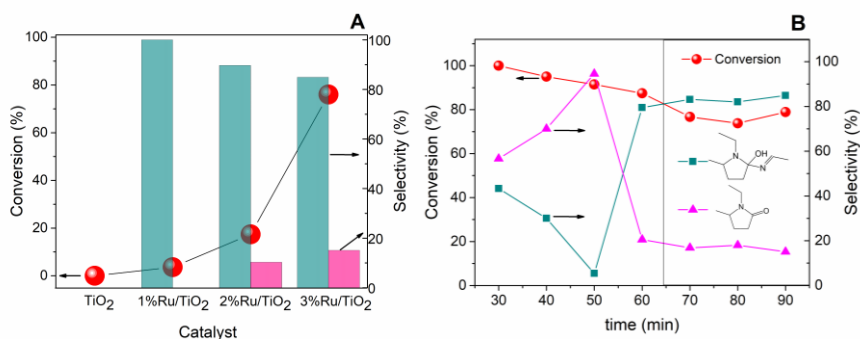 A
100
80
60
40
20
0
Conversion (%)
100
80
60
40
20
0
Selectivity (%)
TiO2 1%Ru/TiO2 2%Ru/TiO2 3%Ru/TiO2
Catalyst
B
120
100
80
60
40
20
0
Conversion (%)
Conversion
OH
N
N
N
O
100
80
60
40
20
0
Selectivity (%)
30 40 50 60 70 80 90
time (min)